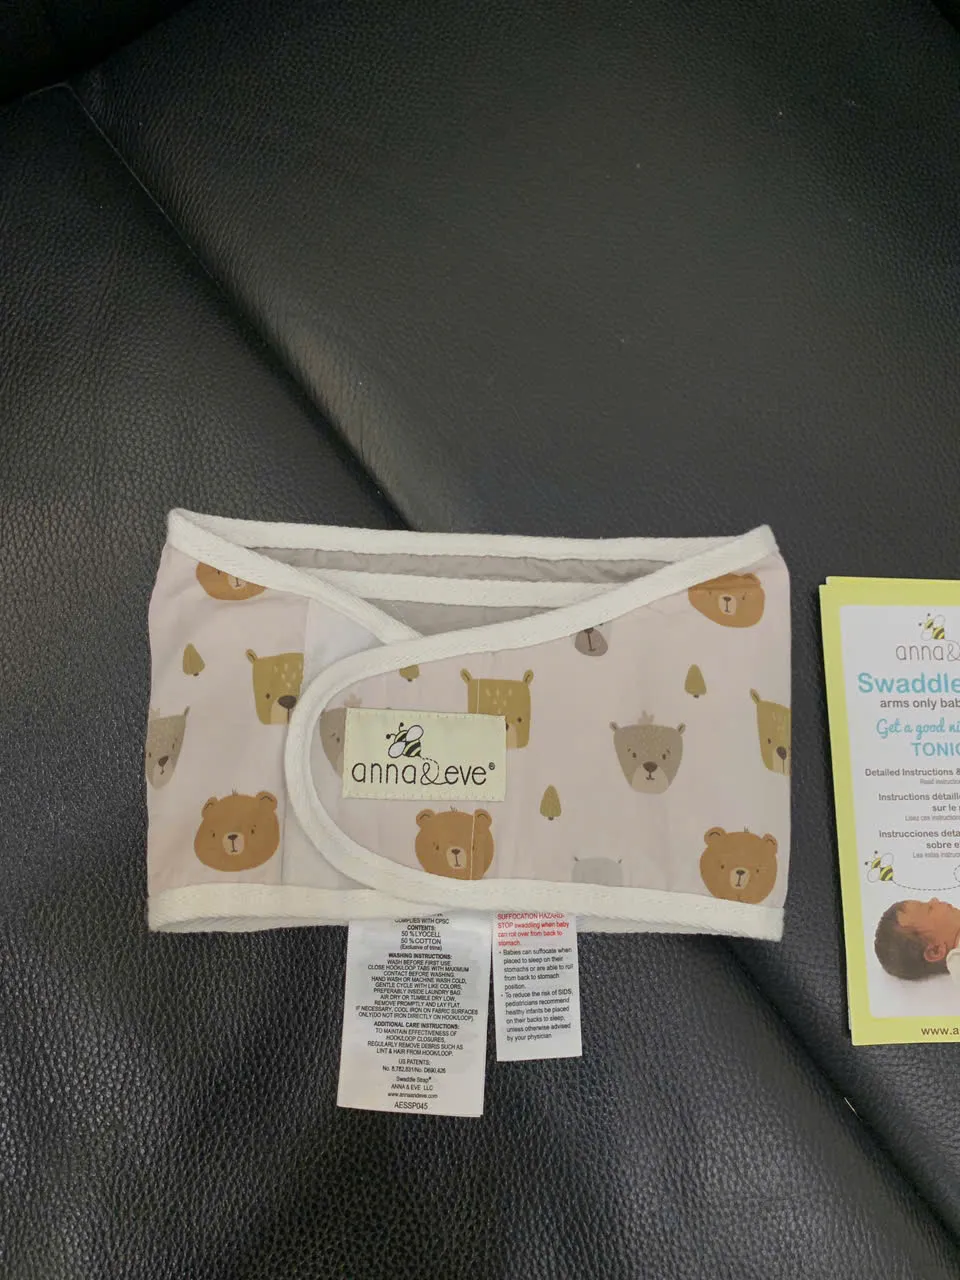 anna&eve®
COMPLIES WITH CPSC
CONTENTS:
50 % LYOCELL
50 % COTTON
(Exclusive of trims)
WASHING INSTRUCTIONS:
WASH BEFORE FIRST USE.
CLOSE HOOK/LOOP TABS WITH MAXIMUM
CONTACT BEFORE WASHING.
HAND WASH OR MACHINE WASH COLD,
GENTLE CYCLE WITH LIKE COLORS,
PREFERABLY INSIDE LAUNDRY BAG.
AIR DRY OR TUMBLE DRY LOW.
REMOVE PROMPTLY AND LAY FLAT.
IF NECESSARY, COOL IRON ON FABRIC SURFACES
ONLY(DO NOT IRON DIRECTLY ON HOOK/LOOP).
ADDITIONAL CARE INSTRUCTIONS:
TO MAINTAIN EFFECTIVENESS OF
HOOK/LOOP CLOSURES,
REGULARLY REMOVE DEBRIS SUCH AS
LINT & HAIR FROM HOOK/LOOP.
US PATENTS:
Swaddle Strap®
ANNA & EVE LLC
www.annaandeve.com
AESSP045
SUFFOCATION HAZARD-
STOP swaddling when baby
can roll over from back to
stomach.
• Babies can suffocate when
placed to sleep on their
stomachs or are able to roll
from back to stomach
position.
• To reduce the risk of SIDS,
pediatricians recommend
healthy infants be placed
on their backs to sleep,
unless otherwise advised
by your physician
anna&
Swaddle
arms only bab
Get a good ni
TONIG
Detailed Instructions &
Read instructio
Instructions détaill
sur le
Lisez ces instruction
Instrucciones deta
sobre e
Lea estas instruc
www.a